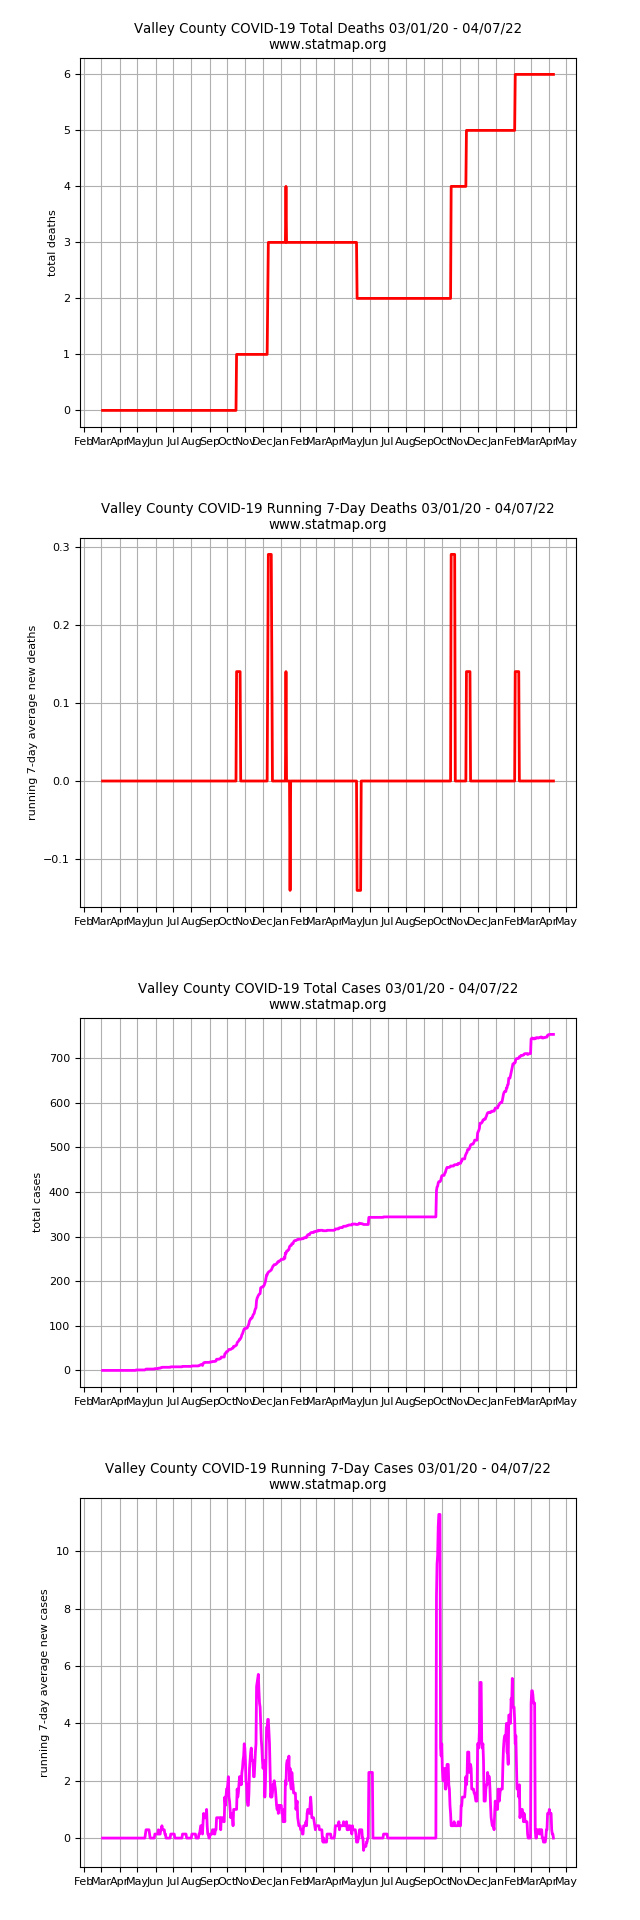 Valley County COVID-19 Total Deaths 03/01/20 - 04/07/22
www.statmap.org
6
5
4
3
2
1
0
total deaths
Feb Mar Apr May Jun Jul Aug Sep Oct Nov Dec Jan Feb Mar Apr May Jun Jul Aug Sep Oct Nov Dec Jan Feb Mar Apr May
Valley County COVID-19 Running 7-Day Deaths 03/01/20 - 04/07/22
www.statmap.org
0.3
0.2
0.1
0.0
−0.1
running 7-day average new deaths
Feb Mar Apr May Jun Jul Aug Sep Oct Nov Dec Jan Feb Mar Apr May Jun Jul Aug Sep Oct Nov Dec Jan Feb Mar Apr May
Valley County COVID-19 Total Cases 03/01/20 - 04/07/22
www.statmap.org
700
600
500
400
300
200
100
0
total cases
Feb Mar Apr May Jun Jul Aug Sep Oct Nov Dec Jan Feb Mar Apr May Jun Jul Aug Sep Oct Nov Dec Jan Feb Mar Apr May
Valley County COVID-19 Running 7-Day Cases 03/01/20 - 04/07/22
www.statmap.org
10
8
6
4
2
0
running 7-day average new cases
Feb Mar Apr May Jun Jul Aug Sep Oct Nov Dec Jan Feb Mar Apr May Jun Jul Aug Sep Oct Nov Dec Jan Feb Mar Apr May